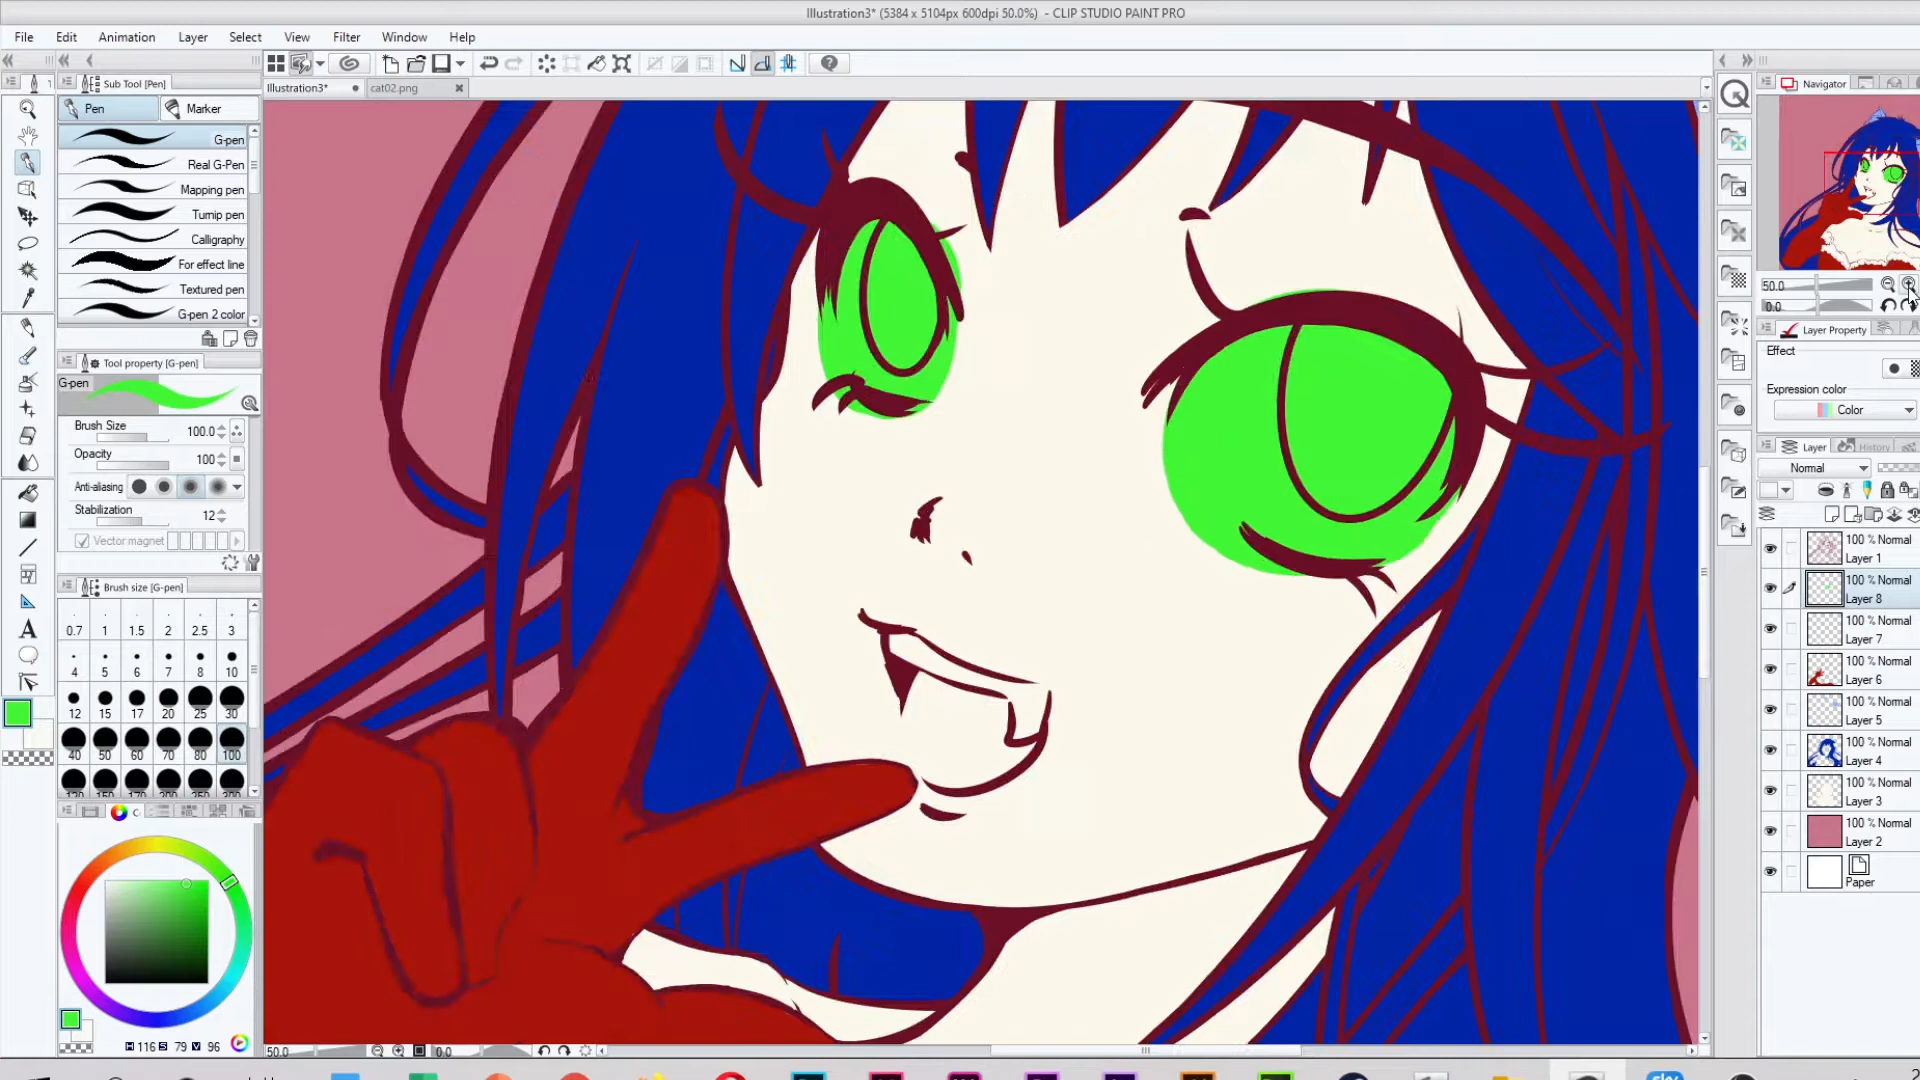 Illustration3* (5384 x 5104px 600dpi 50.0%) - CLIP STUDIO PAINT PRO
File Edit Animation Layer Select View Filter Window Help
Sub Tool [Pen]
Pen Marker
G-pen
Real G-Pen
Mapping pen
Turnip pen
Calligraphy
For effect line
Textured pen
G-pen 2 color
Tool property [G-pen]
G-pen
Brush Size 100.0
Opacity 100
Anti-aliasing
Stabilization 12
Vector magnet
Brush size [G-pen]
0.7 1 1.5 2 2.5 3
4 5 6 7 8 10
12 15 17 20 25 30
40 50 60 70 80 100
H 116 S 79 V 96
Illustration3* cat02.png
50.0 0.0
Navigator
50.0
0.0
Layer Property
Effect
Expression color
Color
Layer History
Normal
100 % Normal
Layer 1
100 % Normal
Layer 8
100 % Normal
Layer 7
100 % Normal
Layer 6
100 % Normal
Layer 5
100 % Normal
Layer 4
100 % Normal
Layer 3
100 % Normal
Layer 2
Paper
sky